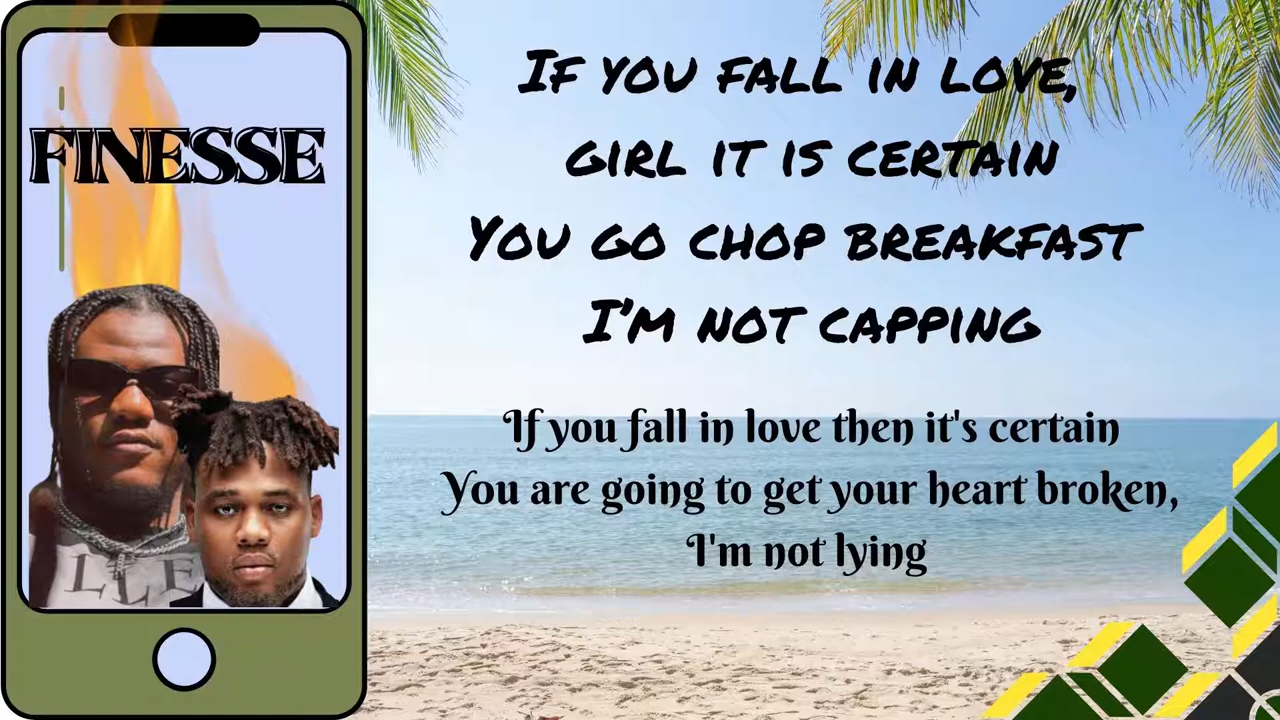 FINESSE
IF YOU FALL IN LOVE,
GIRL IT IS CERTAIN
YOU GO CHOP BREAKFAST
I'M NOT CAPPING
If you fall in love then it's certain
You are going to get your heart broken,
I'm not lying
LLE